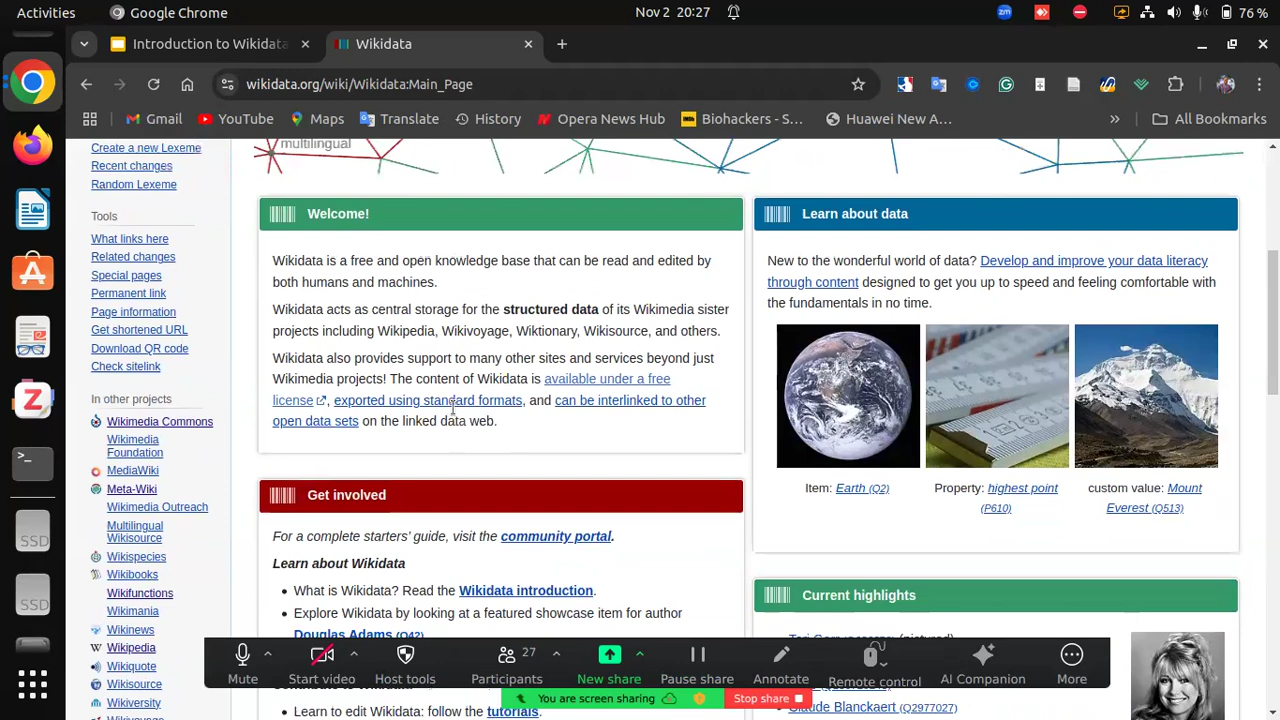 Activities
Google Chrome
Nov 2 20:27
zm
76 %
Introduction to Wikidata
Wikidata
wikidata.org/wiki/Wikidata:Main_Page
Gmail
YouTube
Maps
Translate
History
Opera News Hub
Biohackers - S...
Huawei New A...
All Bookmarks
Create a new Lexeme
Recent changes
Random Lexeme
Tools
What links here
Related changes
Special pages
Permanent link
Page information
Get shortened URL
Download QR code
Check sitelink
In other projects
Wikimedia Commons
Wikimedia
Foundation
MediaWiki
Meta-Wiki
Wikimedia Outreach
Multilingual
Wikisource
Wikispecies
Wikibooks
Wikifunctions
Wikimania
Wikinews
Wikipedia
Wikiquote
Wikisource
Wikiversity
multilingual
Welcome!
Wikidata is a free and open knowledge base that can be read and edited by
both humans and machines.
Wikidata acts as central storage for the structured data of its Wikimedia sister
projects including Wikipedia, Wikivoyage, Wiktionary, Wikisource, and others.
Wikidata also provides support to many other sites and services beyond just
Wikimedia projects! The content of Wikidata is available under a free
license, exported using standard formats, and can be interlinked to other
open data sets on the linked data web.
Get involved
For a complete starters' guide, visit the community portal.
Learn about Wikidata
What is Wikidata? Read the Wikidata introduction.
Explore Wikidata by looking at a featured showcase item for author
Douglas Adams (Q42)
Learn to edit Wikidata: follow the tutorials.
Learn about data
New to the wonderful world of data? Develop and improve your data literacy
through content designed to get you up to speed and feeling comfortable with
the fundamentals in no time.
Item: Earth (Q2)
Property: highest point
(P610)
custom value: Mount
Everest (Q513)
Current highlights
Claude Blanckaert (Q2977027)
Mute
Start video
Host tools
27
Participants
New share
Pause share
Annotate
Remote control
AI Companion
More
You are screen sharing
Stop share
SSD
SSD